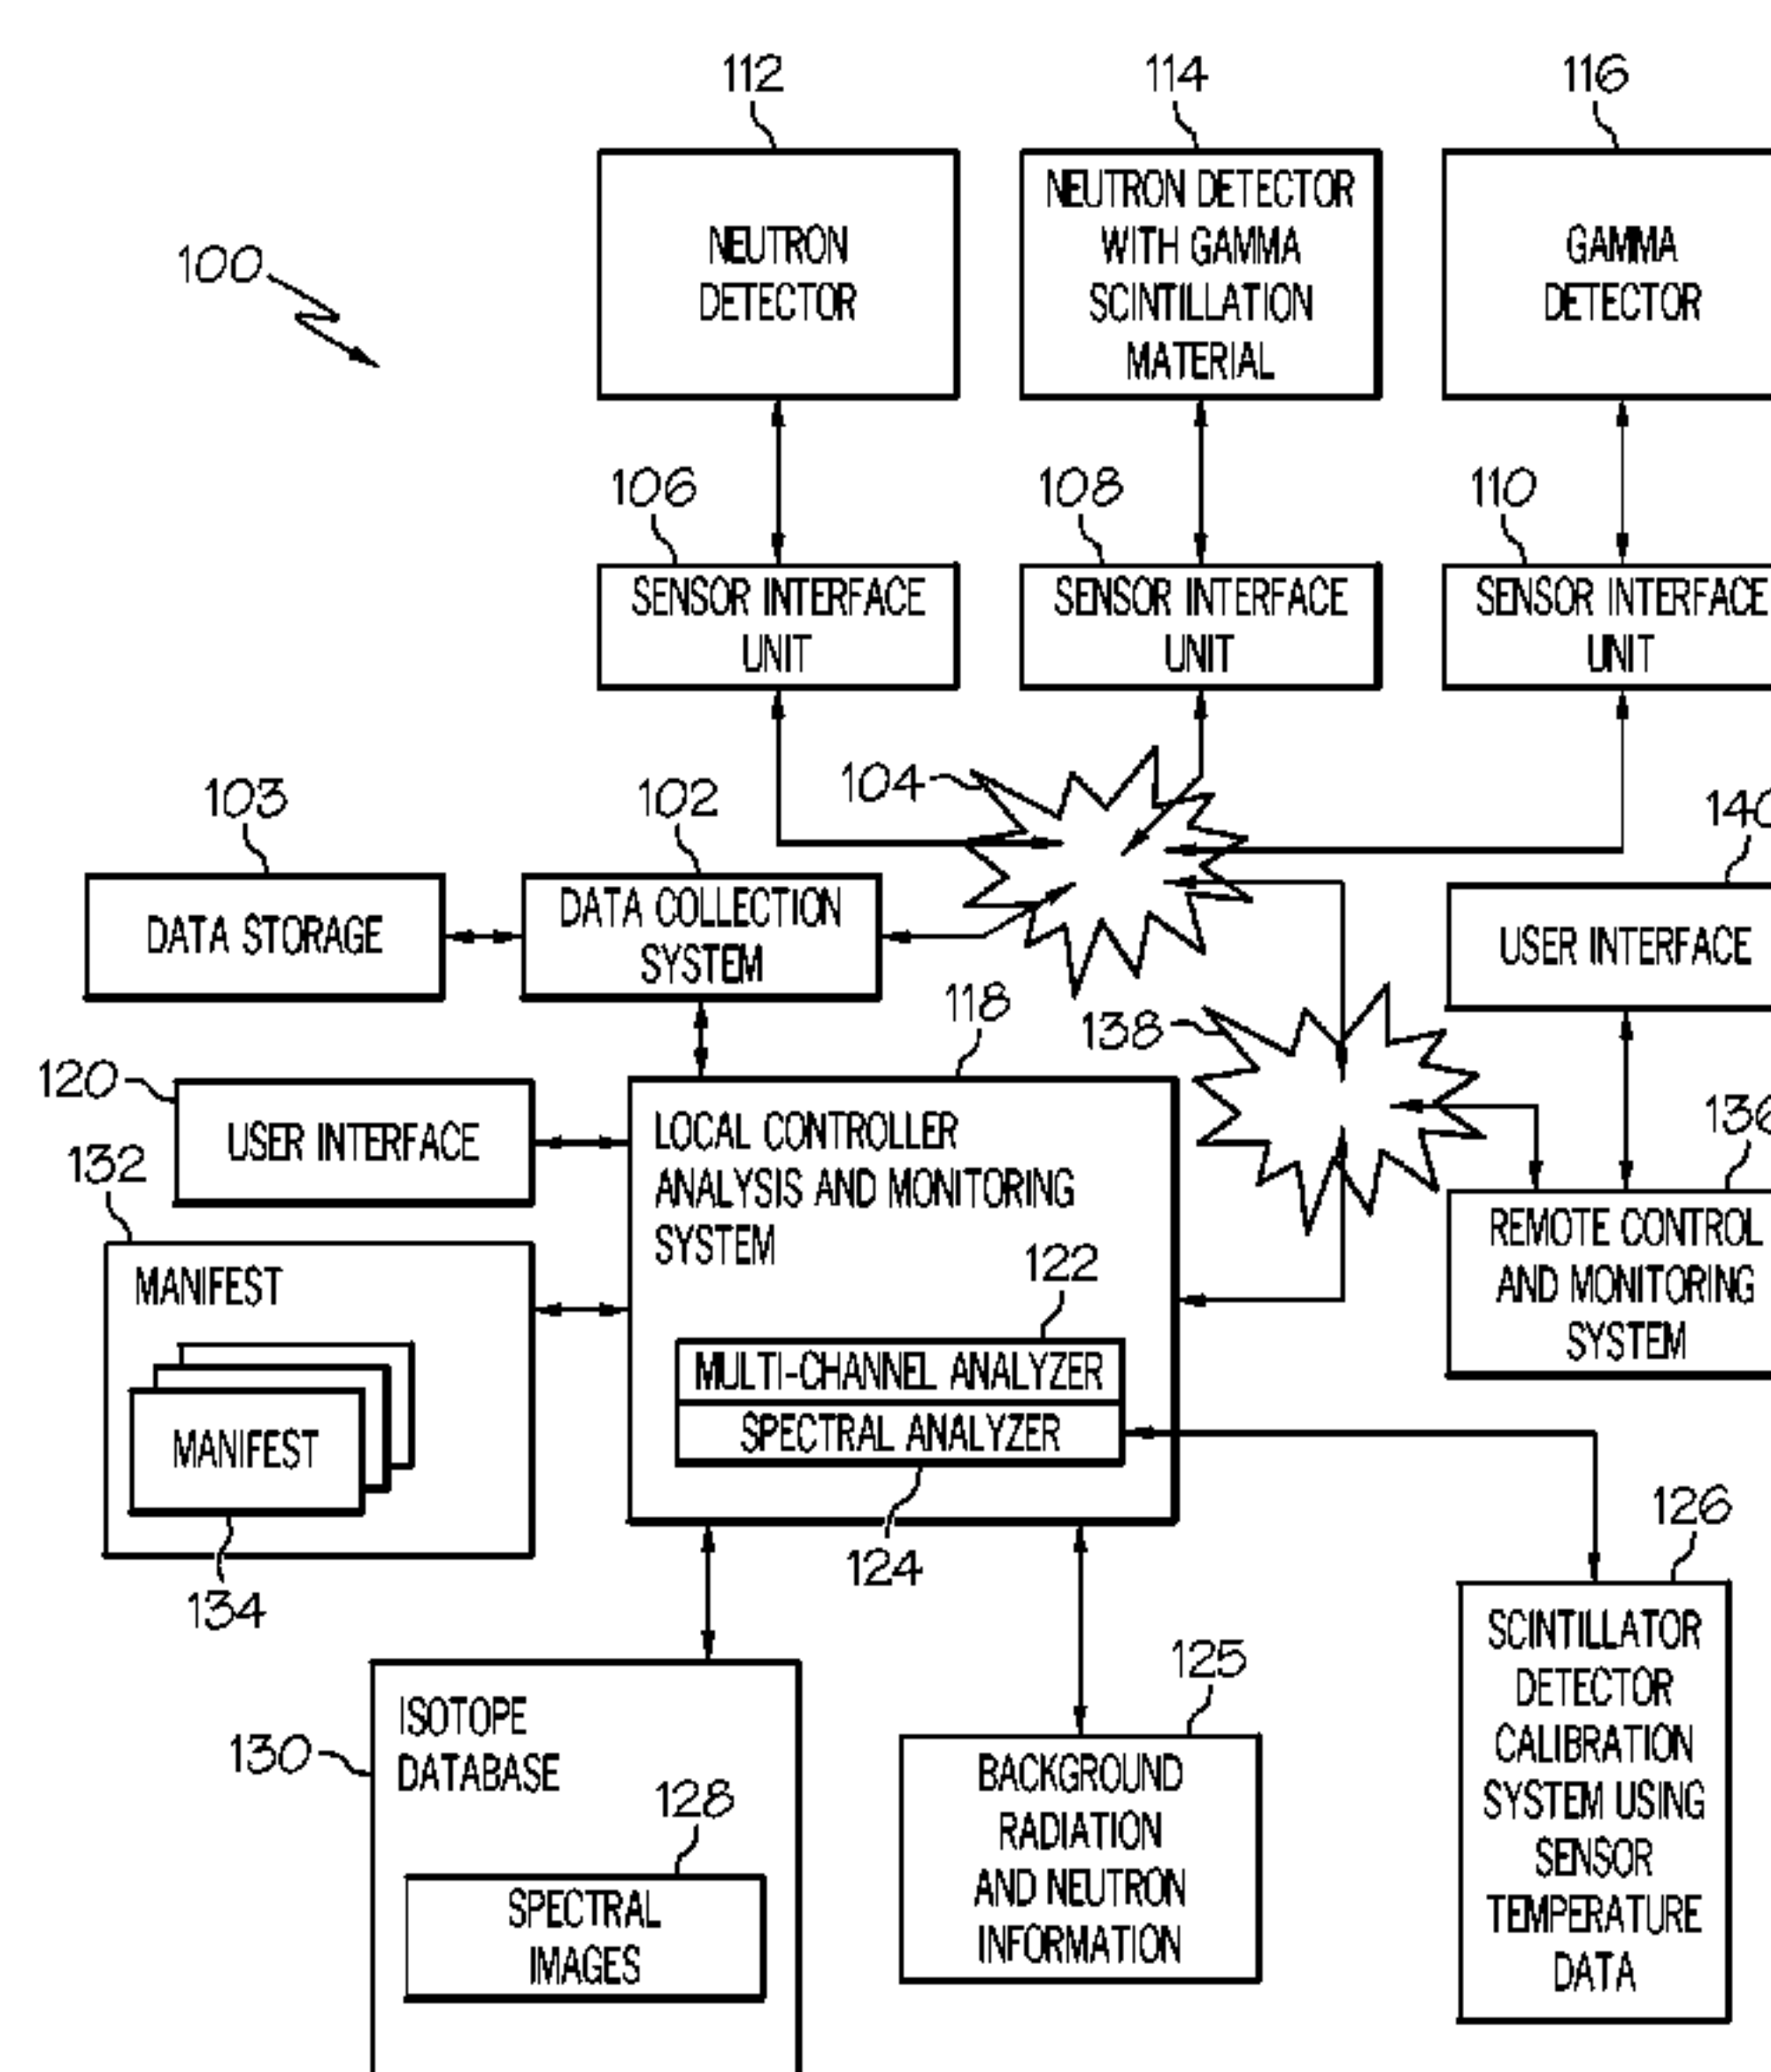 112
114
116
NEUTRON
DETECTOR
NEUTRON DETECTOR
WITH GAMMA
SCINTILLATION
MATERIAL
GAMMA
DETECTOR
100
106
108
110
SENSOR INTERFACE
UNIT
SENSOR INTERFACE
UNIT
SENSOR INTERFACE
UNIT
103
102
104
140
DATA STORAGE
DATA COLLECTION
SYSTEM
USER INTERFACE
118
138
120
USER INTERFACE
136
132
LOCAL CONTROLLER
ANALYSIS AND MONITORING
SYSTEM
REMOTE CONTROL
AND MONITORING
SYSTEM
MANIFEST
122
MULTI-CHANNEL ANALYZER
SPECTRAL ANALYZER
MANIFEST
134
124
126
SCINTILLATOR
DETECTOR
CALIBRATION
SYSTEM USING
SENSOR
TEMPERATURE
DATA
125
130
ISOTOPE
DATABASE
BACKGROUND
RADIATION
AND NEUTRON
INFORMATION
128
SPECTRAL
IMAGES